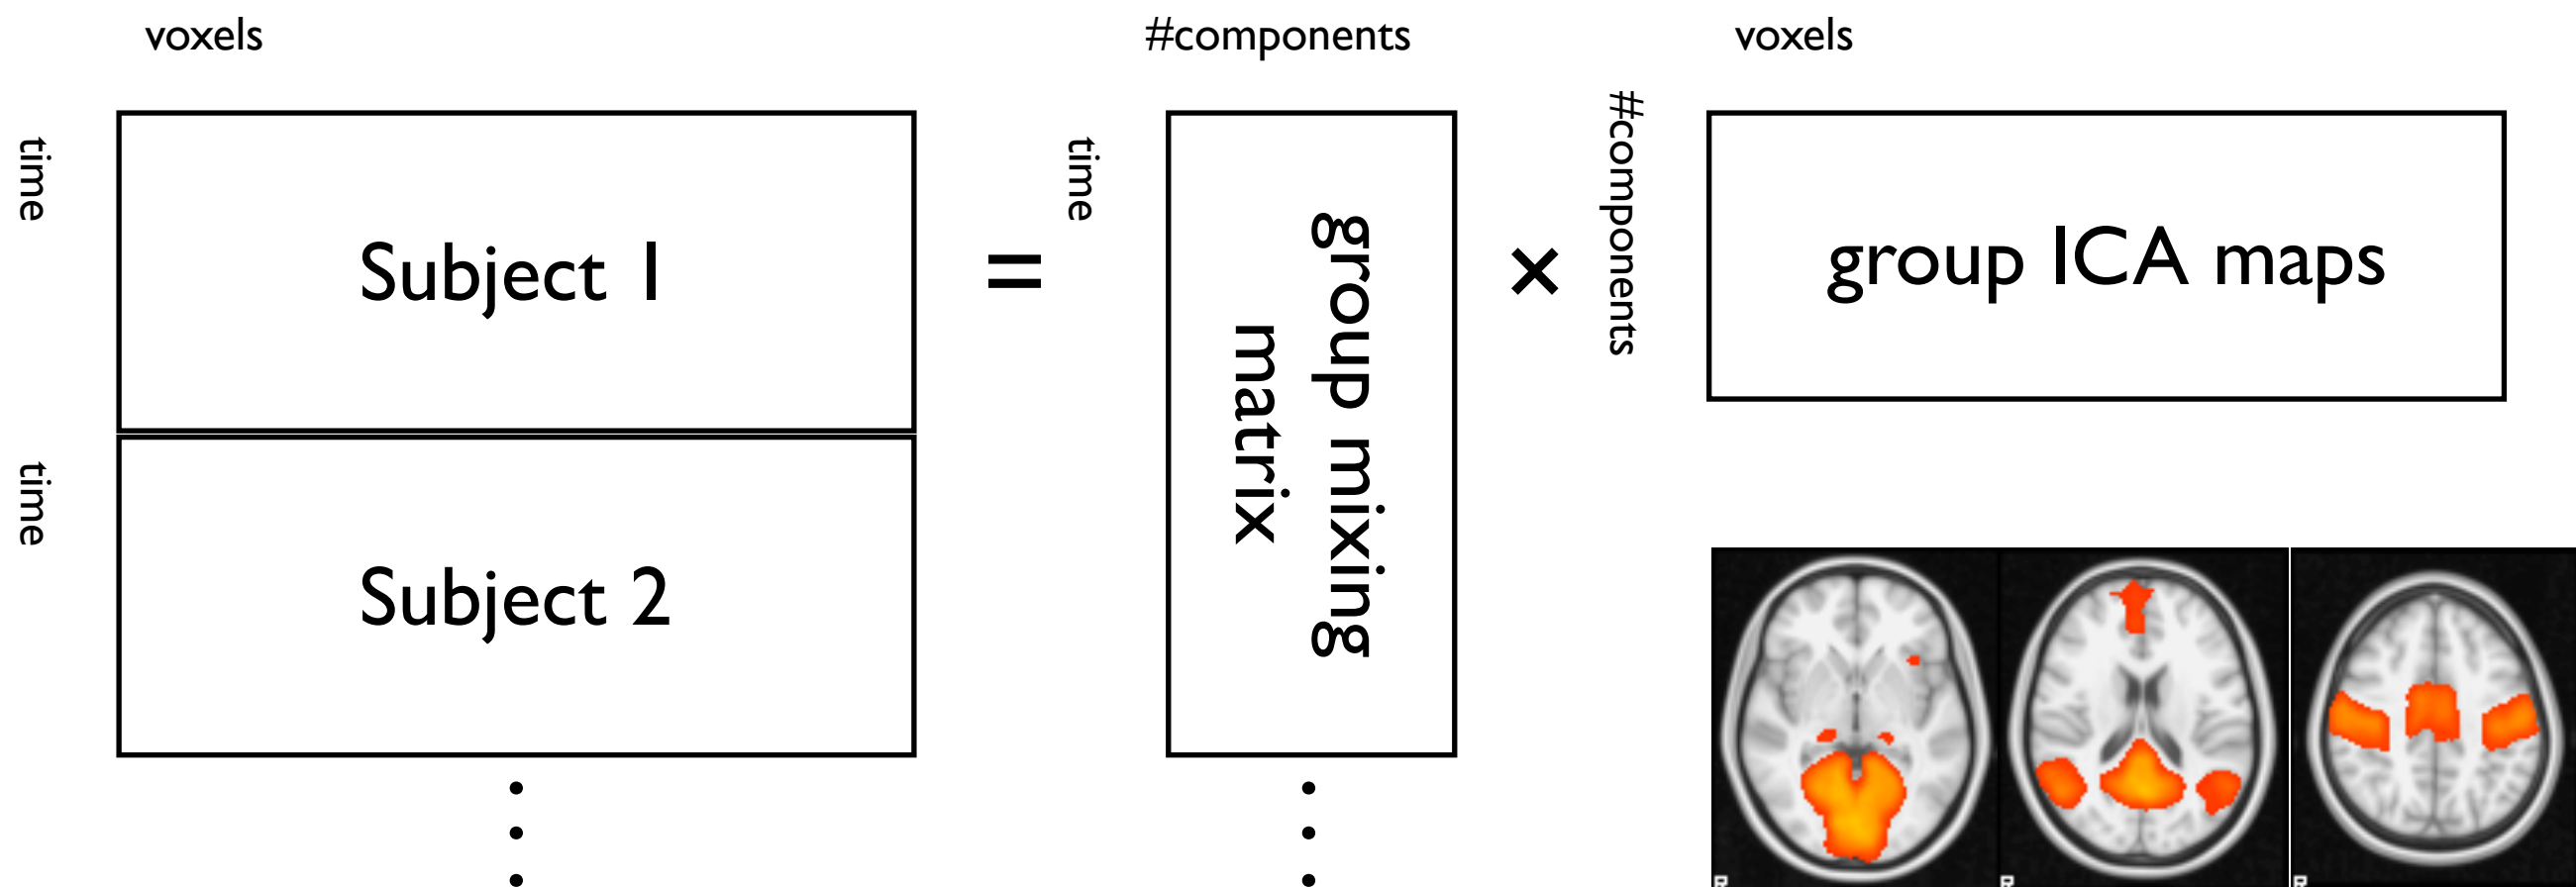 voxels
#components
voxels
time
Subject 1
=
time
group mixing
matrix
×
#components
group ICA maps
time
Subject 2
R
R
R